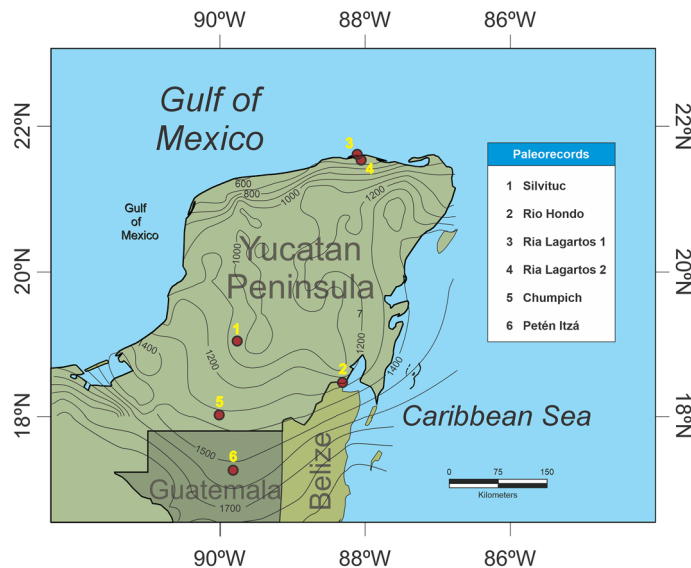 90ºW 88ºW 86ºW
22ºN 22ºN
Gulf of
Mexico
3
4
Paleorecords
1 Silvituc
2 Rio Hondo
3 Ria Lagartos 1
4 Ria Lagartos 2
5 Chumpich
6 Petén Itzá
600
800
1000
1200
Gulf
of
Mexico
1000
Yucatan
Peninsula
20ºN 20ºN
7
1
1400
1200
1200
1400
2
5
18ºN 18ºN
Caribbean Sea
1500
6
Guatemala
Belize
1700
0 75 150
Kilometers
90ºW 88ºW 86ºW